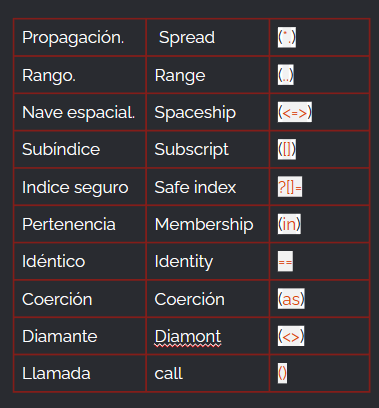 Propagación. Spread (*.)
Rango. Range (..)
Nave espacial. Spaceship (<=>)
Subíndice Subscript ([])
Indice seguro Safe index ?[]=
Pertenencia Membership (in)
Idéntico Identity ==
Coerción Coerción (as)
Diamante Diamont (<>)
Llamada call ()